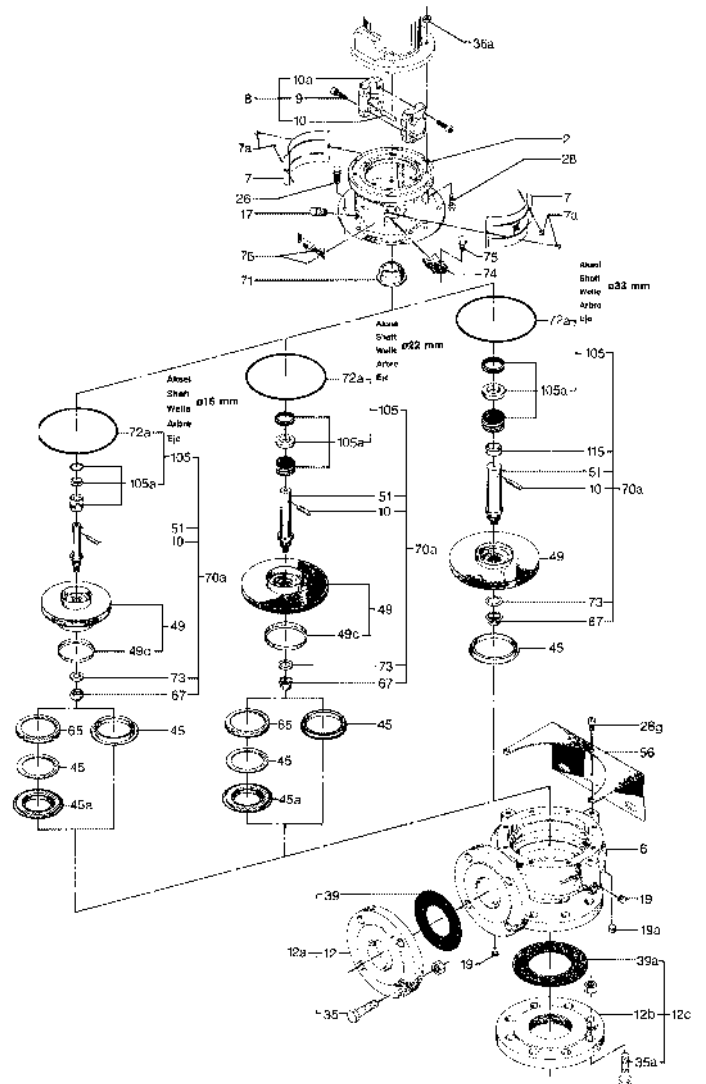 36a
10a
8
9
10
2
7a
28
7
7
26
7a
17
76
75
74
71
Aksel
Shaft
Welle
Arbre
Eje
ø33 mm
72a
105
105a
115
51
10
70a
49
73
67
45
Aksel
Shaft
Welle
Arbre
Eje
ø22 mm
72a
105
105a
51
10
70a
49
49c
73
67
65
45
45
45a
Aksel
Shaft
Welle
Arbre
Eje
ø16 mm
72a
105
105a
51
10
70a
49
49c
73
67
65
45
45
45a
26g
56
6
19
19a
39
12a
12
19
35
39a
12b
12c
35a